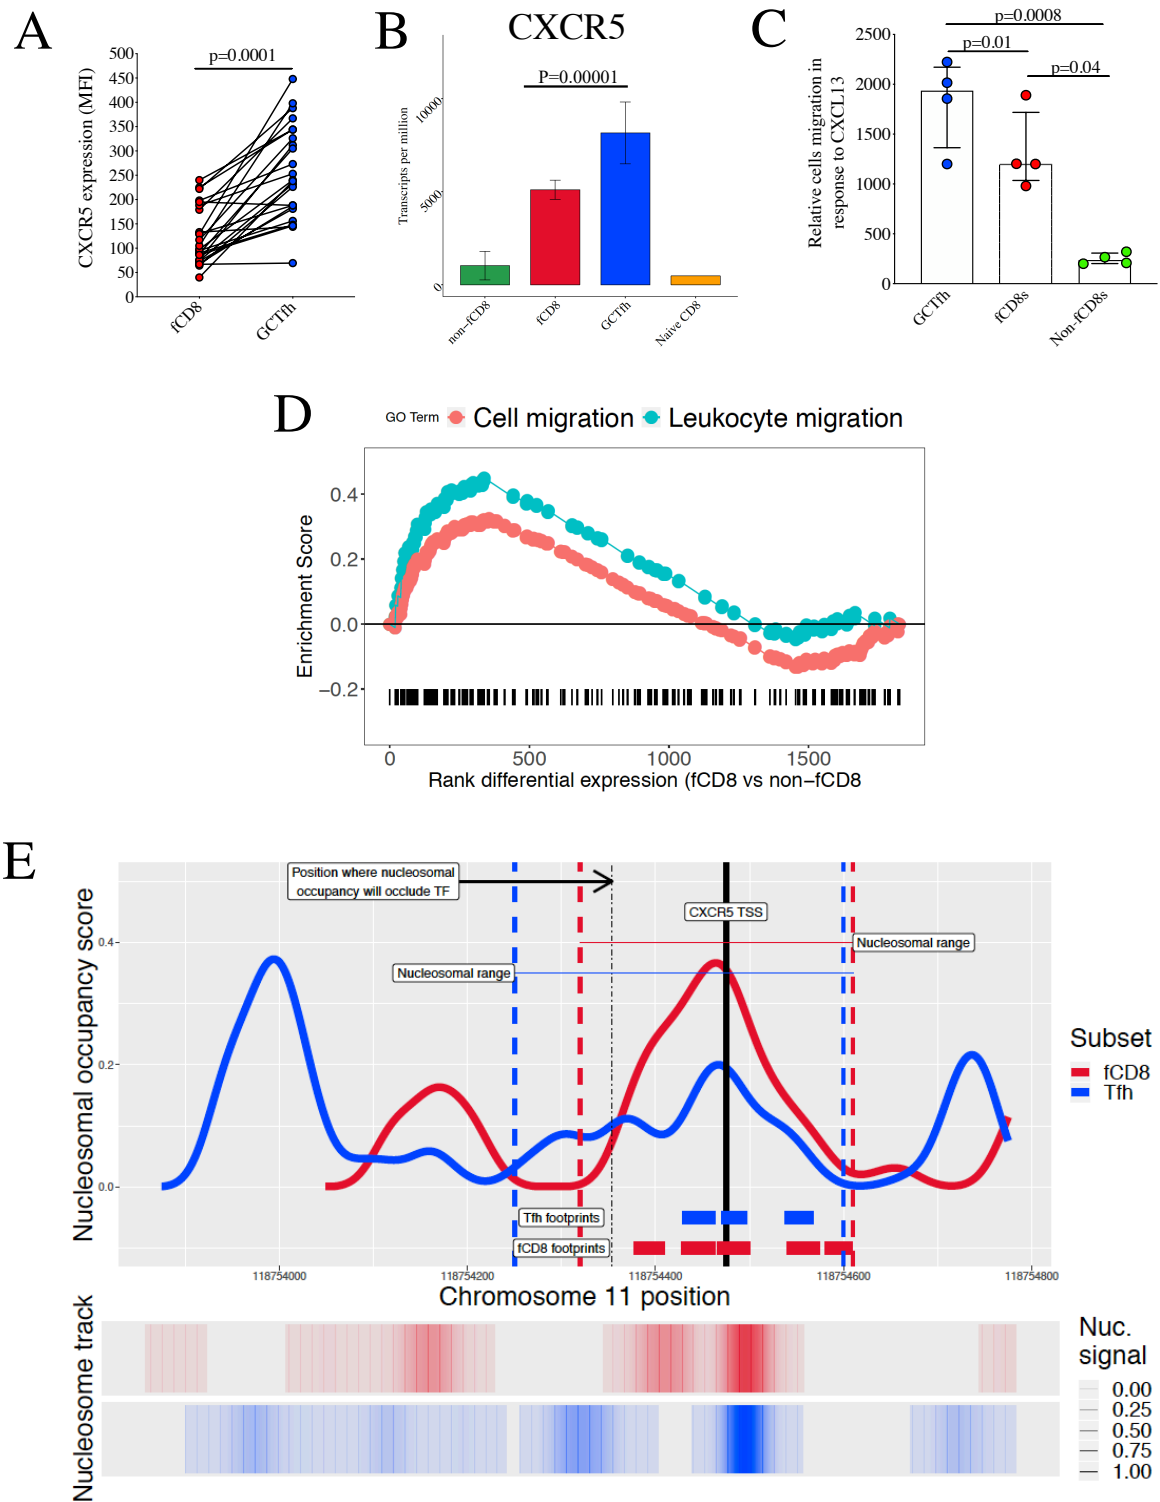 A
CXCR5 expression (MFI)
500
450
400
350
300
250
200
150
100
50
0
p=0.0001
fCD8
GCTfh
B
CXCR5
Transcripts per million
10000
5000
0
P=0.00001
non-fCD8
fCD8
GCTfh
Naive CD8
C
Relative cells migration in
response to CXCL13
2500
2000
1500
1000
500
0
p=0.0008
p=0.01
p=0.04
GCTfh
fCD8s
Non-fCD8s
D
GO Term
Cell migration
Leukocyte migration
Enrichment Score
0.4
0.2
0.0
−0.2
0
500
1000
1500
Rank differential expression (fCD8 vs non−fCD8
E
Nucleosomal occupancy score
0.4
0.2
0.0
Position where nucleosomal
occupancy will occlude TF
CXCR5 TSS
Nucleosomal range
Nucleosomal range
Tfh footprints
fCD8 footprints
118754000
118754200
118754400
118754600
118754800
Chromosome 11 position
Subset
fCD8
Tfh
Nucleosome track
Nuc.
signal
0.00
0.25
0.50
0.75
1.00